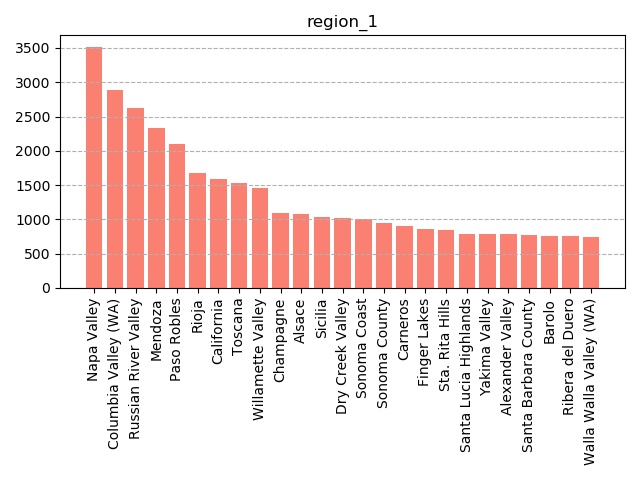 region_1
3500
3000
2500
2000
1500
1000
500
0
Napa Valley
Columbia Valley (WA)
Russian River Valley
Mendoza
Paso Robles
Rioja
California
Toscana
Willamette Valley
Champagne
Alsace
Sicilia
Dry Creek Valley
Sonoma Coast
Sonoma County
Carneros
Finger Lakes
Sta. Rita Hills
Santa Lucia Highlands
Yakima Valley
Alexander Valley
Santa Barbara County
Barolo
Ribera del Duero
Walla Walla Valley (WA)